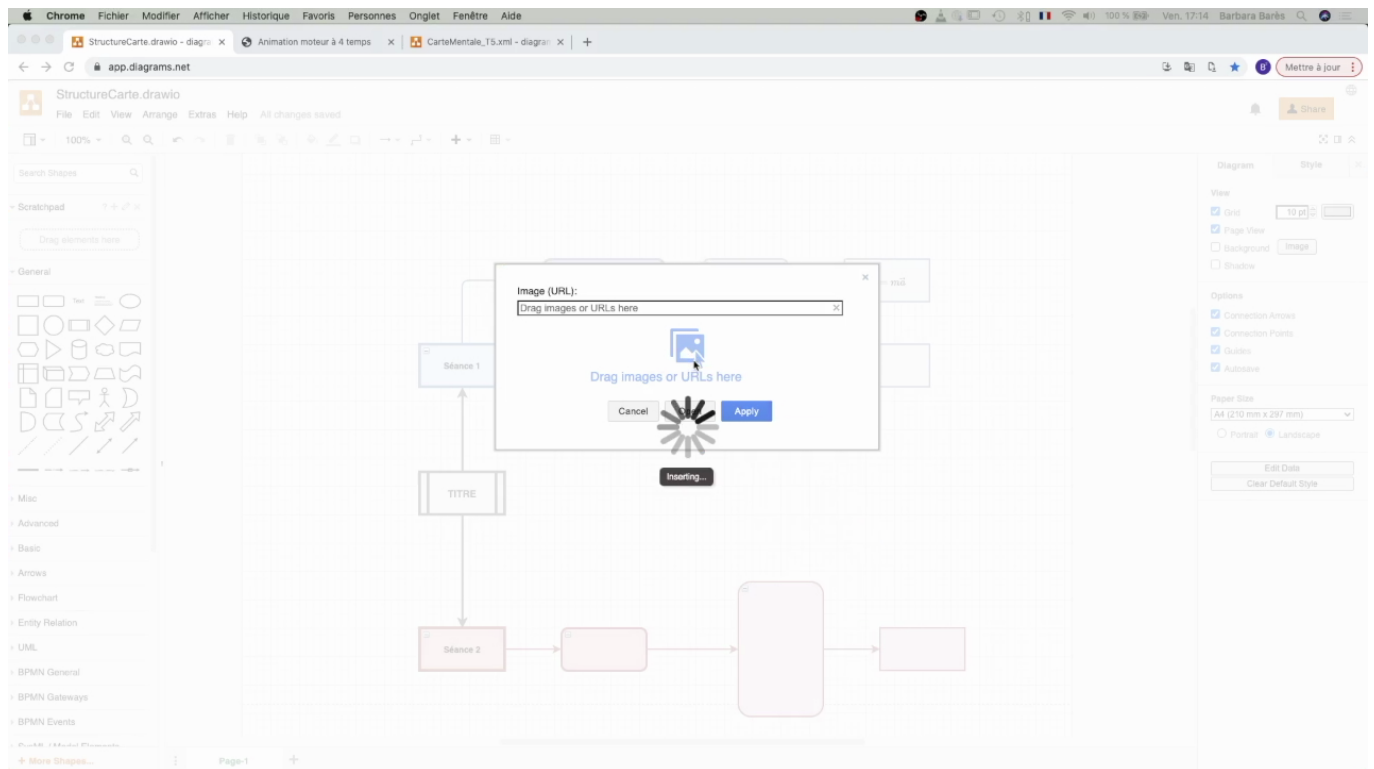 Chrome Fichier Modifier Afficher Historique Favoris Personnes Onglet Fenêtre Aide 100 % Ven. 17:14 Barbara Barès
StructureCarte.drawio - diagra × Animation moteur à 4 temps × CarteMentale_T5.xml - diagram × +
app.diagrams.net B Mettre à jour
StructureCarte.drawio
File Edit View Arrange Extras Help All changes saved
Share
100%
Search Shapes
Diagram Style
View
Scratchpad
Grid 10 pt
Page View
Drag elements here
Background Image
Shadow
General
mü
Image (URL):
Options
Text
Drag images or URLs here
Connection Arrows
Connection Points
Guides
Séance 1
Autosave
Drag images or URLs here
Paper Size
Cancel Apply
A4 (210 mm x 297 mm)
Portrait Landscape
Edit Data
Inserting...
Clear Default Style
TITRE
Misc
Advanced
Basic
Arrows
Flowchart
Entity Relation
UML
Séance 2
BPMN General
BPMN Gateways
BPMN Events
SysML / Model Elements
+ More Shapes... Page-1 +